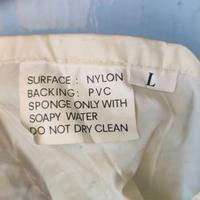 SURFACE : NYLON
BACKING: PVC
SPONGE ONLY WITH
SOAPY WATER
DO NOT DRY CLEAN
L